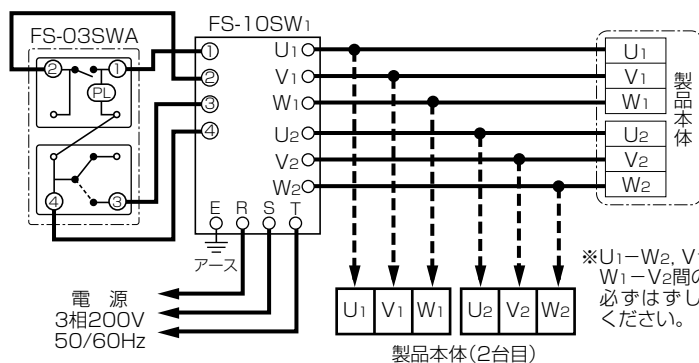 FS-10SW1
FS-03SWA
② ①
PL
④ ③
①
②
③
④
U1
V1
W1
U2
V2
W2
E R S T
アース
電 源
3相200V
50/60Hz
U1
V1
W1
U2
V2
W2
製品本体
U1 V1 W1 U2 V2 W2
製品本体(2台目)
※U1-W2, V1
W1-V2間の
必ずはずし
ください。